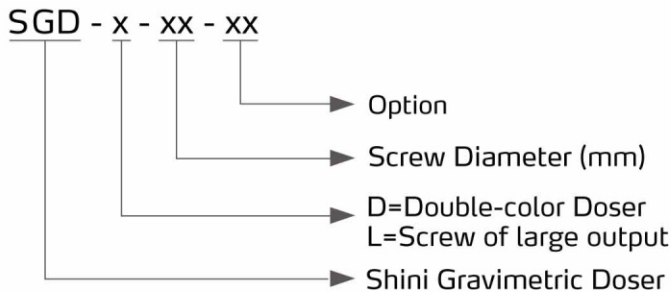 SGD - x - xx - xx
Option
Screw Diameter (mm)
D=Double-color Doser
L=Screw of large output
Shini Gravimetric Doser